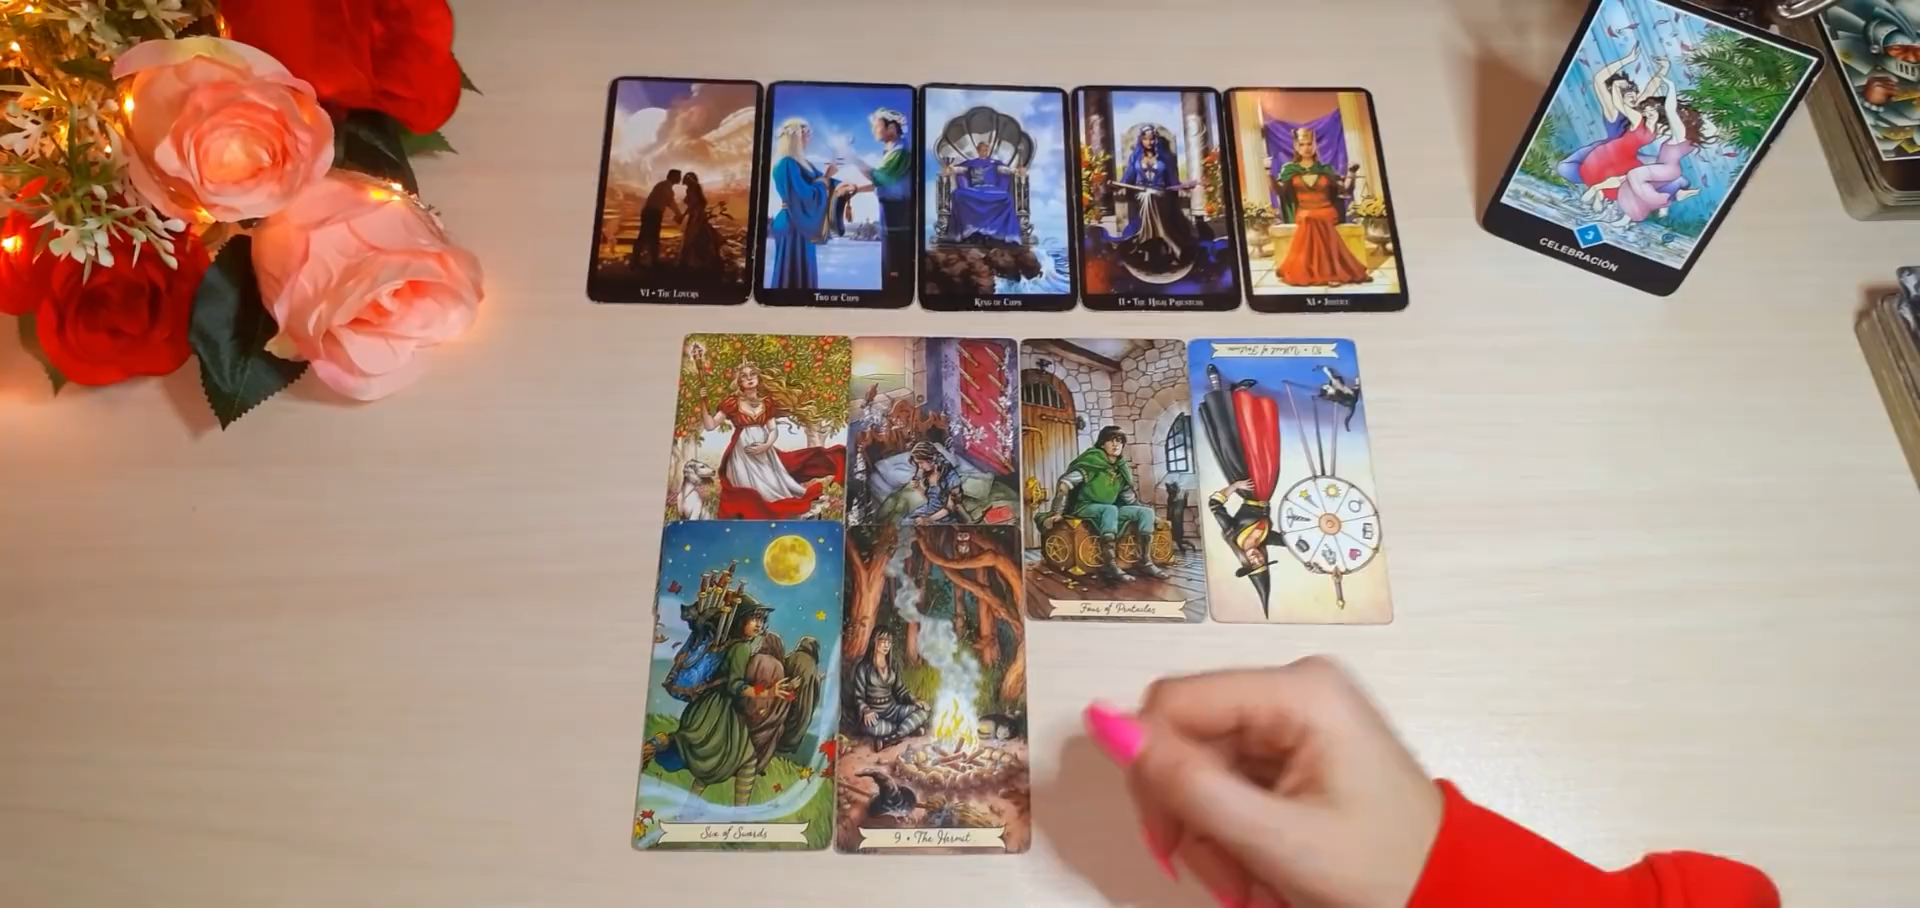 VI • The Lovers
Two of Cups
King of Cups
II • The High Priestess
XI • Justice
3
CELEBRACIÓN
10 • Wheel of Fortune
Four of Pentacles
Six of Swords
9 • The Hermit